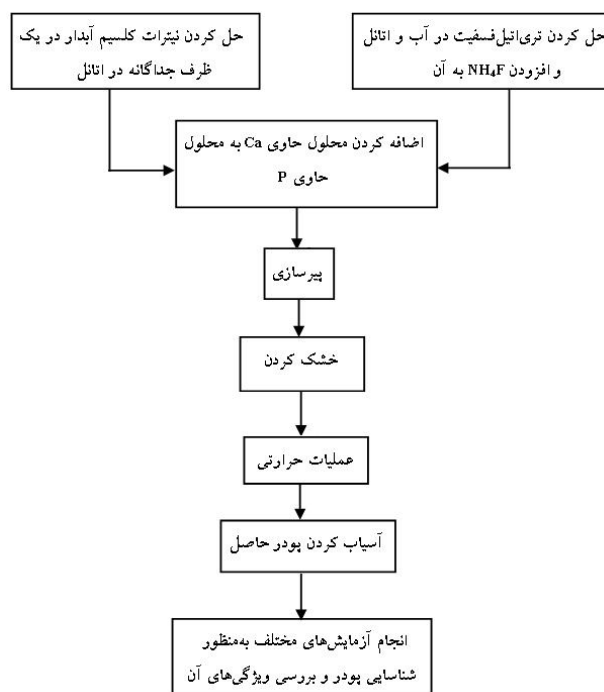 حل کردن تری‌اتیل‌فسفیت در آب و اتانل
و افزودن NH₄F به آن
حل کردن نیترات کلسیم آبدار در یک
ظرف جداگانه در اتانل
اضافه کردن محلول حاوی Ca به محلول
حاوی P
پیرسازی
خشک کردن
عملیات حرارتی
آسیاب کردن پودر حاصل
انجام آزمایش‌های مختلف به‌منظور
شناسایی پودر و بررسی ویژگی‌های آن